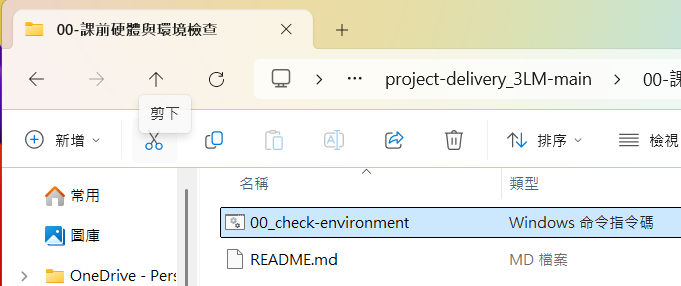 00-課前硬體與環境檢查
project-delivery_3LM-main
00-課
剪下
新增
排序
檢視
名稱
類型
常用
00_check-environment
Windows 命令指令碼
圖庫
README.md
MD 檔案
OneDrive - Pers